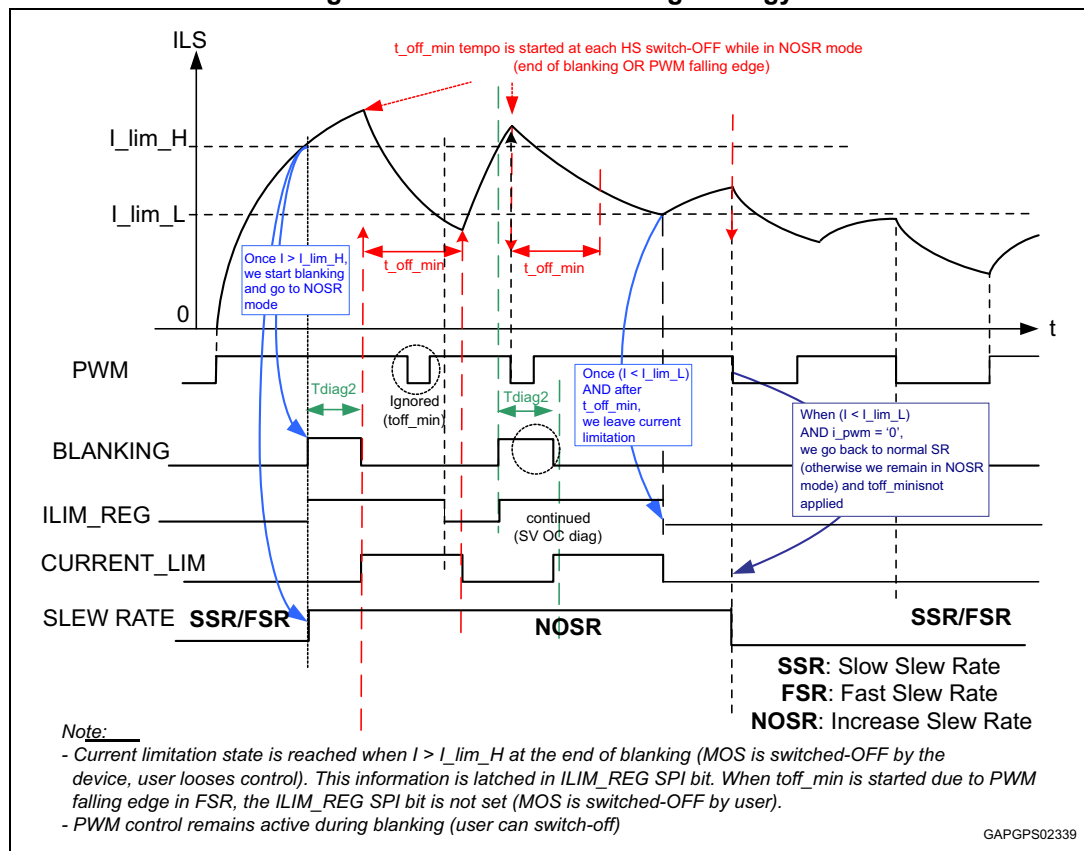 ILS
t_off_min tempo is started at each HS switch-OFF while in NOSR mode
(end of blanking OR PWM falling edge)
I_lim_H
I_lim_L
Once I > I_lim_H,
we start blanking
and go to NOSR
mode
t_off_min
t_off_min
0
t
PWM
Tdiag2
Ignored
(toff_min)
Tdiag2
Once (I < I_lim_L)
AND after
t_off_min,
we leave current
limitation
When (I < I_lim_L)
AND i_pwm = ‘0’,
we go back to normal SR
(otherwise we remain in NOSR
mode) and toff_minisnot
applied
BLANKING
ILIM_REG
continued
(SV OC diag)
CURRENT_LIM
SLEW RATE
SSR/FSR
NOSR
SSR/FSR
SSR: Slow Slew Rate
FSR: Fast Slew Rate
NOSR: Increase Slew Rate
Note:
- Current limitation state is reached when I > I_lim_H at the end of blanking (MOS is switched-OFF by the
device, user looses control). This information is latched in ILIM_REG SPI bit. When toff_min is started due to PWM
falling edge in FSR, the ILIM_REG SPI bit is not set (MOS is switched-OFF by user).
- PWM control remains active during blanking (user can switch-off)
GAPGPS02339